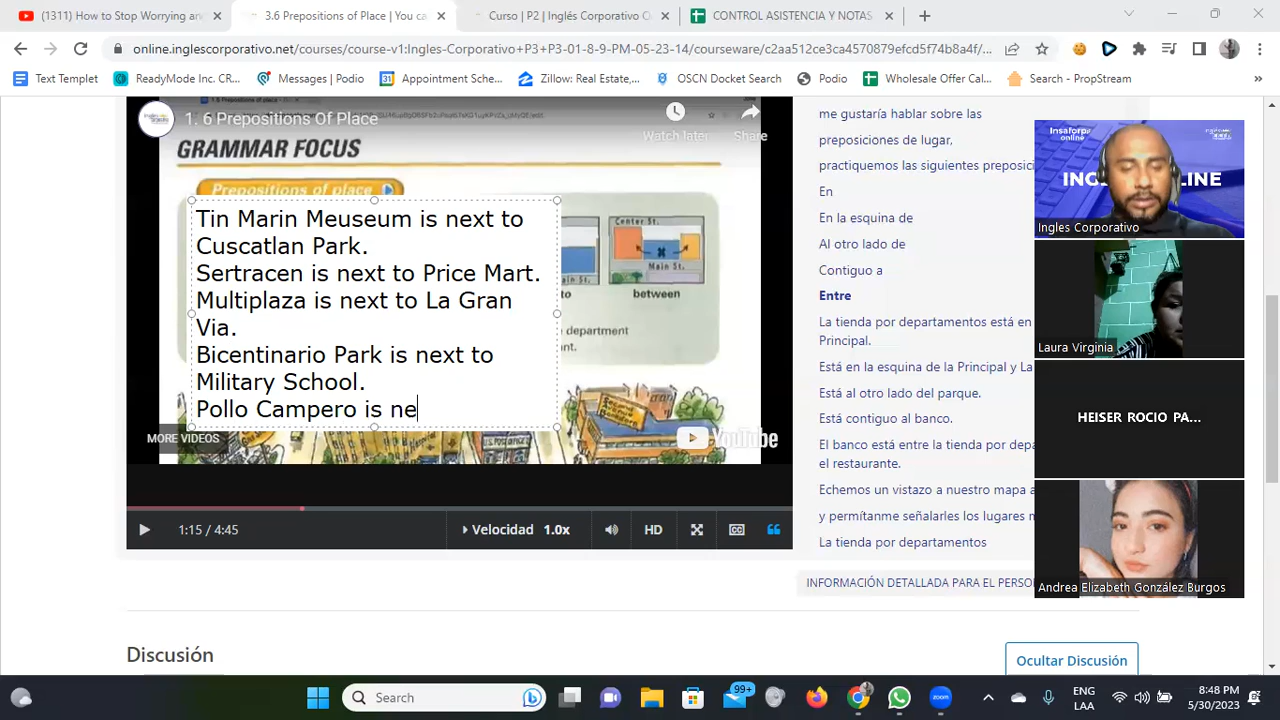 (1311) How to Stop Worrying and
3.6 Prepositions of Place | You ca
Curso | P2 | Inglés Corporativo O
CONTROL ASISTENCIA Y NOTAS
online.inglescorporativo.net/courses/course-v1:Ingles-Corporativo+P3+P3-01-8-9-PM-05-23-14/courseware/c2aa512ce3ca4570879efcd5f74b8a4f/...
Text Templet
ReadyMode Inc. CR...
Messages | Podio
Appointment Sche...
Zillow: Real Estate,...
OSCN Docket Search
Podio
Wholesale Offer Cal...
Search - PropStream
1. 6 Prepositions Of Place
Watch later
Share
GRAMMAR FOCUS
Prepositions of place
Tin Marin Meuseum is next to
Cuscatlan Park.
Sertracen is next to Price Mart.
Multiplaza is next to La Gran
Via.
Bicentinario Park is next to
Military School.
Pollo Campero is ne
Center St.
Main St.
to
between
department
MORE VIDEOS
YouTube
1:15 / 4:45
Velocidad 1.0x
HD
me gustaría hablar sobre las
preposiciones de lugar,
practiquemos las siguientes preposici
En
En la esquina de
Al otro lado de
Contiguo a
Entre
La tienda por departamentos está en
Principal.
Está en la esquina de la Principal y La
Está al otro lado del parque.
Está contiguo al banco.
El banco está entre la tienda por depa
el restaurante.
Echemos un vistazo a nuestro mapa a
y permítanme señalarles los lugares m
La tienda por departamentos
INFORMACIÓN DETALLADA PARA EL PERSO
Insaforp
online
INGL
LINE
Ingles Corporativo
Laura Virginia
HEISER ROCIO PA...
Andrea Elizabeth González Burgos
Discusión
Ocultar Discusión
Search
99+
ENG
LAA
8:48 PM
5/30/2023